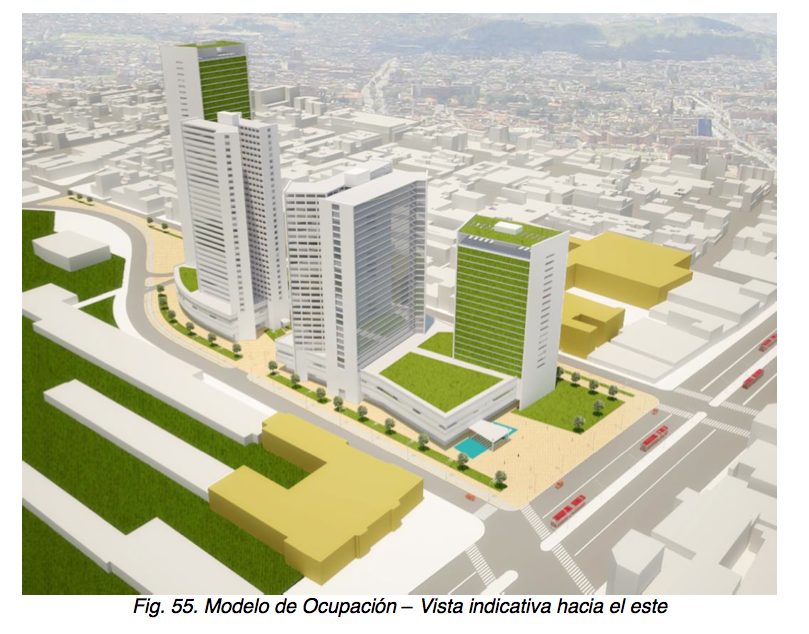 Fig. 55. Modelo de Ocupación – Vista indicativa hacia el este